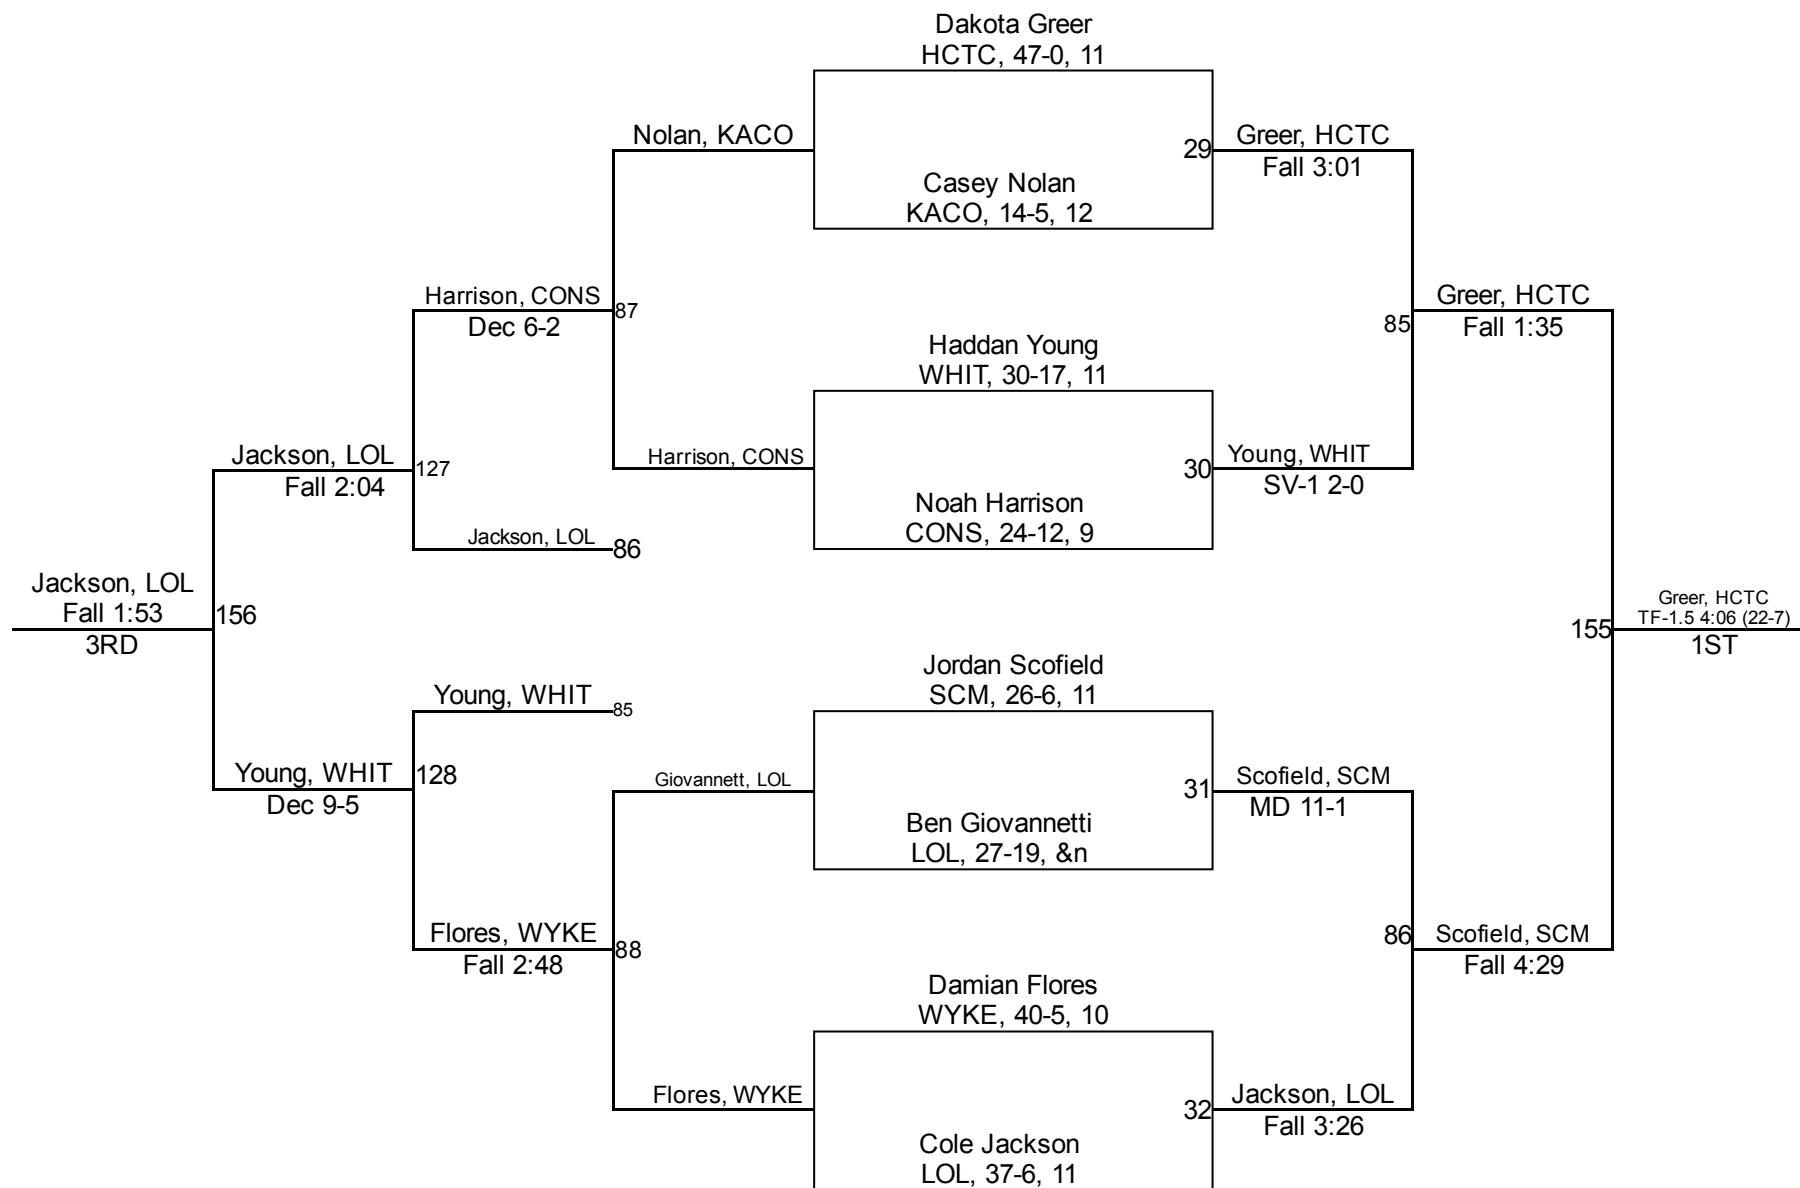 Dakota Greer
HCTC, 47-0, 11
Nolan, KACO
29
Greer, HCTC
Fall 3:01
Casey Nolan
KACO, 14-5, 12
Harrison, CONS
Dec 6-2
87
Greer, HCTC
Fall 1:35
85
Haddan Young
WHIT, 30-17, 11
Jackson, LOL
Fall 2:04
127
Harrison, CONS
30
Young, WHIT
SV-1 2-0
Noah Harrison
CONS, 24-12, 9
Jackson, LOL
86
Jackson, LOL
Fall 1:53
3RD
156
155
Greer, HCTC
TF-1.5 4:06 (22-7)
1ST
Jordan Scofield
SCM, 26-6, 11
Young, WHIT
85
Young, WHIT
Dec 9-5
128
Giovannett, LOL
31
Scofield, SCM
MD 11-1
Ben Giovannetti
LOL, 27-19, &n
Flores, WYKE
Fall 2:48
88
86
Scofield, SCM
Fall 4:29
Damian Flores
WYKE, 40-5, 10
Flores, WYKE
32
Jackson, LOL
Fall 3:26
Cole Jackson
LOL, 37-6, 11